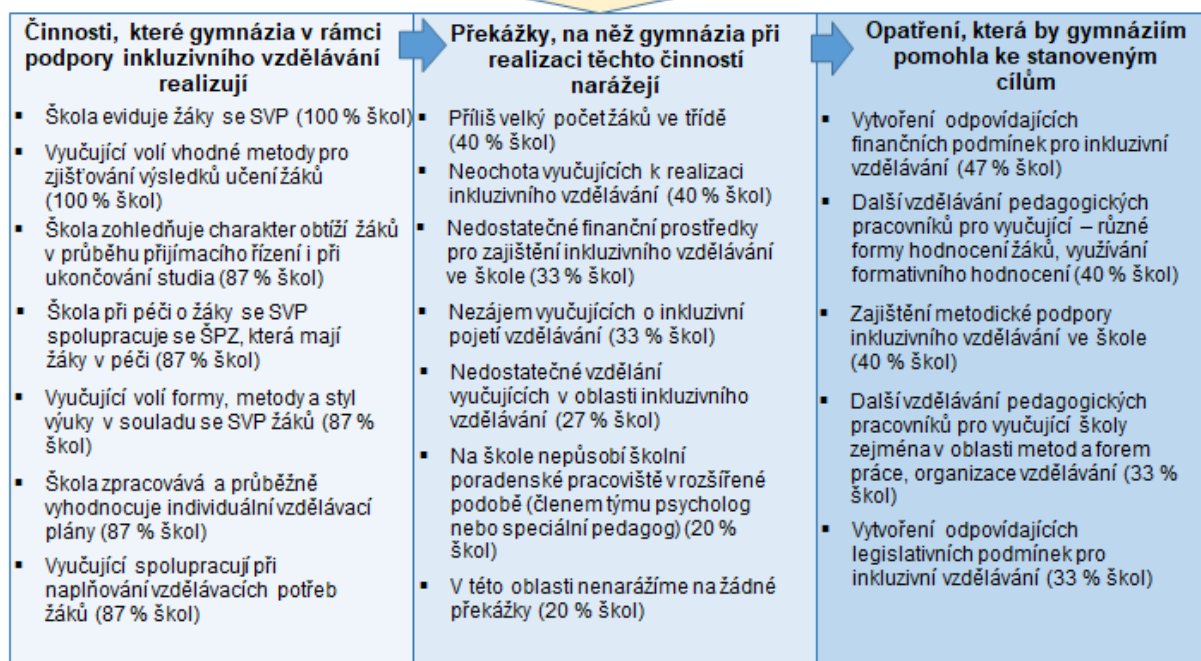 Činnosti, které gymnázia v rámci
podpory inkluzivního vzdělávání
realizují
▪ Škola eviduje žáky se SVP (100 % škol)
▪ Vyučující volí vhodné metody pro
zjišťování výsledků učení žáků
(100 % škol)
▪ Škola zohledňuje charakter obtíží žáků
v průběhu přijímacího řízení i při
ukončování studia (87 % škol)
▪ Škola při péči o žáky se SVP
spolupracuje se ŠPZ, která mají
žáky v péči (87 % škol)
▪ Vyučující volí formy, metody a styl
výuky v souladu se SVP žáků (87 %
škol)
▪ Škola zpracovává a průběžně
vyhodnocuje individuální vzdělávací
plány (87 % škol)
▪ Vyučující spolupracují při
naplňování vzdělávacích potřeb
žáků (87 % škol)
Překážky, na něž gymnázia při
realizaci těchto činností
narážejí
▪ Příliš velký počet žáků ve třídě
(40 % škol)
▪ Neochota vyučujících k realizaci
inkluzivního vzdělávání (40 % škol)
▪ Nedostatečné finanční prostředky
pro zajištění inkluzivního vzdělávání
ve škole (33 % škol)
▪ Nezájem vyučujících o inkluzivní
pojetí vzdělávání (33 % škol)
▪ Nedostatečné vzdělání
vyučujících v oblasti inkluzivního
vzdělávání (27 % škol)
▪ Na škole nepůsobí školní
poradenské pracoviště v rozšířené
podobě (členem týmu psycholog
nebo speciální pedagog) (20 %
škol)
▪ V této oblasti nenarážíme na žádné
překážky (20 % škol)
Opatření, která by gymnáziím
pomohla ke stanoveným
cílům
▪ Vytvoření odpovídajících
finančních podmínek pro inkluzivní
vzdělávání (47 % škol)
▪ Další vzdělávání pedagogických
pracovníků pro vyučující – různé
formy hodnocení žáků, využívání
formativního hodnocení (40 % škol)
▪ Zajištění metodické podpory
inkluzivního vzdělávání ve škole
(40 % škol)
▪ Další vzdělávání pedagogických
pracovníků pro vyučující školy
zejména v oblasti metod a forem
práce, organizace vzdělávání (33 %
škol)
▪ Vytvoření odpovídajících
legislativních podmínek pro
inkluzivní vzdělávání (33 % škol)